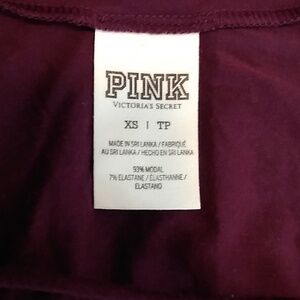 PINK
VICTORIA'S SECRET
XS | TP
MADE IN SRI LANKA / FABRIQUÉ
AU SRI LANKA / HECHO EN SRI LANKA
93% MODAL
7% ELASTANE / ÉLASTHANNE /
ELASTANO